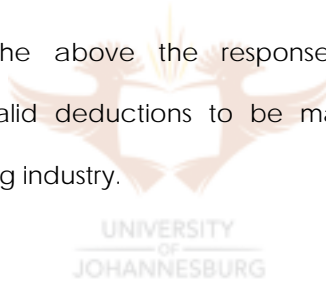 he above the response
alid deductions to be ma
g industry.
UNIVERSITY
OF
JOHANNESBURG